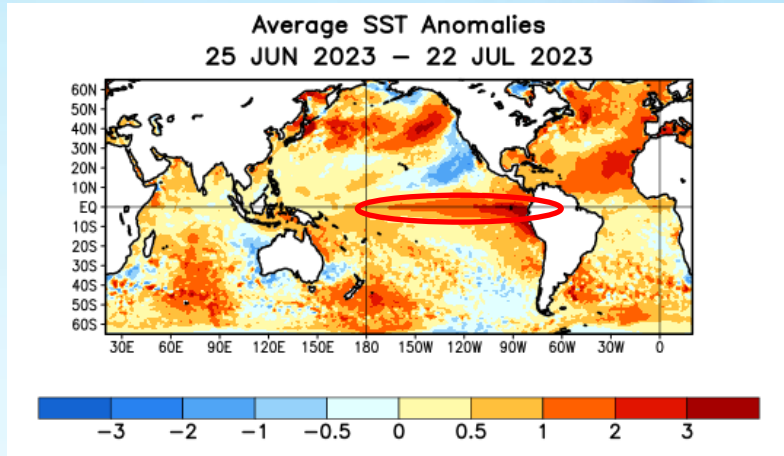 Average SST Anomalies
25 JUN 2023 – 22 JUL 2023
60N
50N
40N
30N
20N
10N
EQ
10S
20S
30S
40S
50S
60S
30E 60E 90E 120E 150E 180 150W 120W 90W 60W 30W 0
−3 −2 −1 −0.5 0 0.5 1 2 3